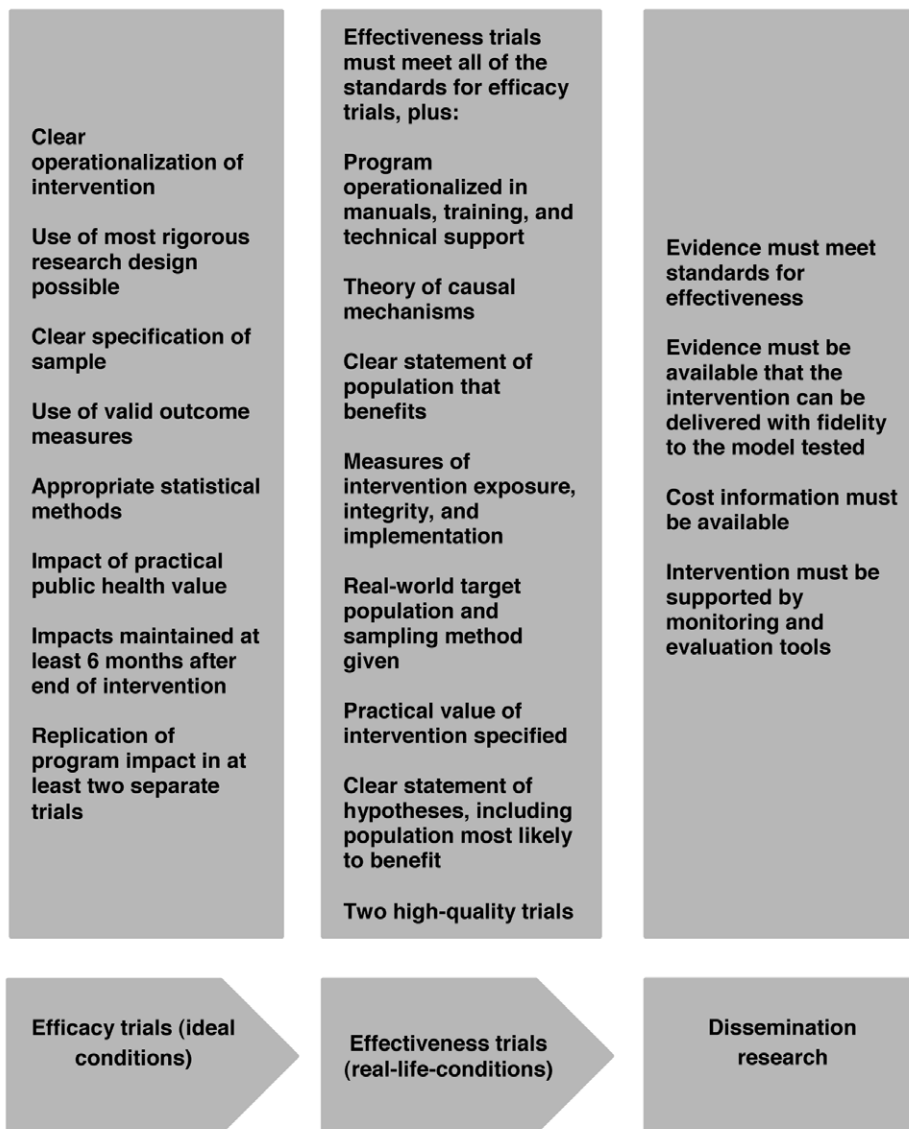 Clear
operationalization of
intervention
Use of most rigorous
research design
possible
Clear specification of
sample
Use of valid outcome
measures
Appropriate statistical
methods
Impact of practical
public health value
Impacts maintained at
least 6 months after
end of intervention
Replication of
program impact in at
least two separate
trials
Effectiveness trials
must meet all of the
standards for efficacy
trials, plus:
Program
operationalized in
manuals, training, and
technical support
Theory of causal
mechanisms
Clear statement of
population that
benefits
Measures of
intervention exposure,
integrity, and
implementation
Real-world target
population and
sampling method
given
Practical value of
intervention specified
Clear statement of
hypotheses, including
population most likely
to benefit
Two high-quality trials
Evidence must meet
standards for
effectiveness
Evidence must be
available that the
intervention can be
delivered with fidelity
to the model tested
Cost information must
be available
Intervention must be
supported by
monitoring and
evaluation tools
Efficacy trials (ideal
conditions)
Effectiveness trials
(real-life-conditions)
Dissemination
research